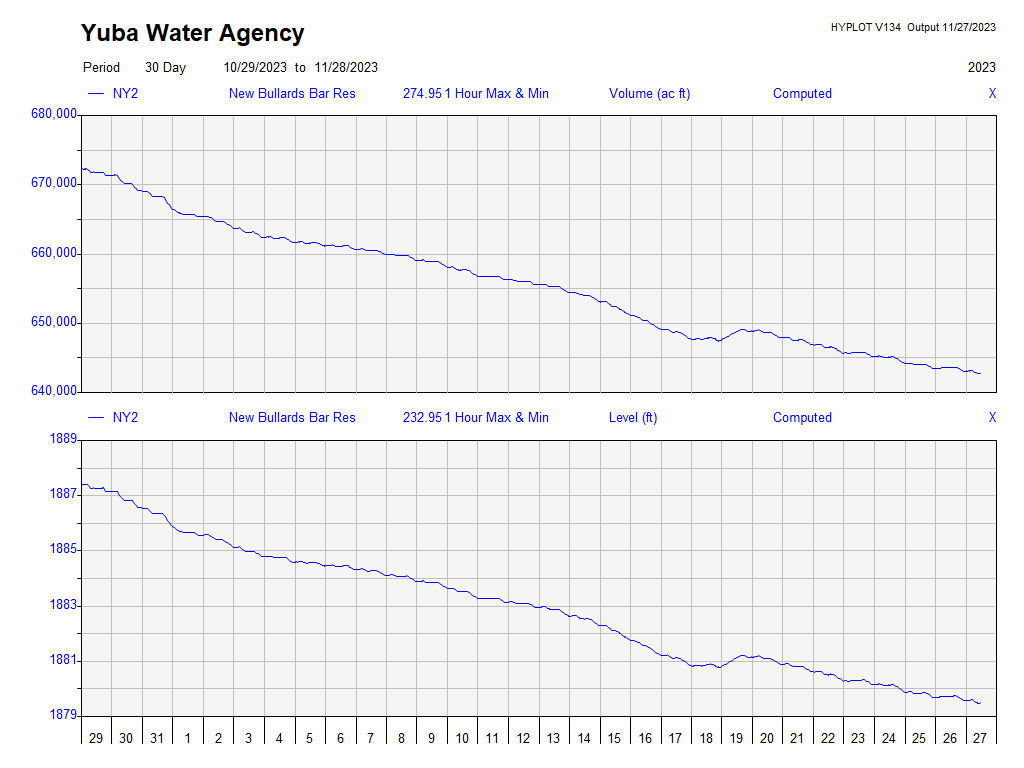 Yuba Water Agency
HYPLOT V134 Output 11/27/2023
Period 30 Day 10/29/2023 to 11/28/2023 2023
NY2 New Bullards Bar Res 274.95 1 Hour Max & Min Volume (ac ft) Computed X
680,000
670,000
660,000
650,000
640,000
NY2 New Bullards Bar Res 232.95 1 Hour Max & Min Level (ft) Computed X
1889
1887
1885
1883
1881
1879
29 30 31 1 2 3 4 5 6 7 8 9 10 11 12 13 14 15 16 17 18 19 20 21 22 23 24 25 26 27